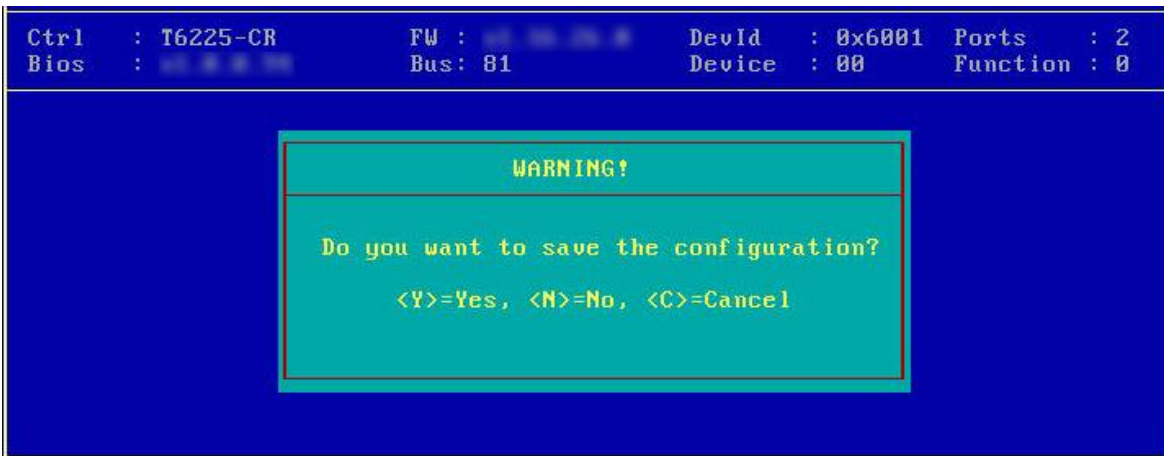 Ctrl : T6225-CR FW : DevId : 0x6001 Ports : 2
Bios : Bus: 81 Device : 00 Function : 0
WARNING!
Do you want to save the configuration?
<Y>=Yes, <N>=No, <C>=Cancel